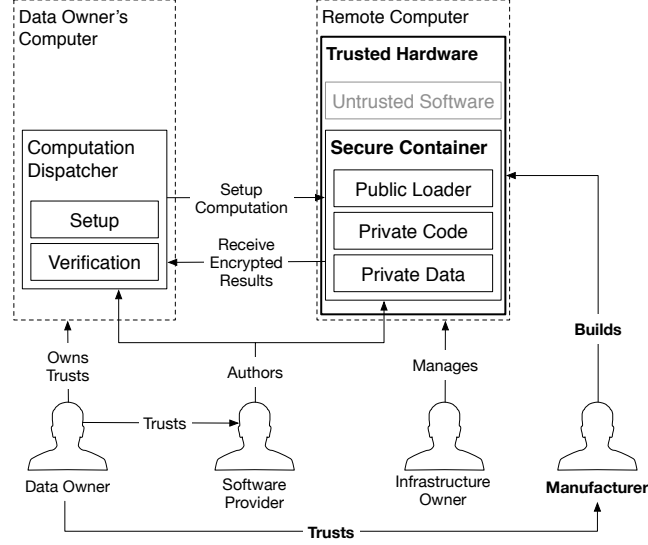 Data Owner's
Computer
Remote Computer
Trusted Hardware
Untrusted Software
Computation
Dispatcher
Setup
Verification
Setup
Computation
Receive
Encrypted
Results
Secure Container
Public Loader
Private Code
Private Data
Owns
Trusts
Authors
Manages
Builds
Trusts
Data Owner
Software
Provider
Infrastructure
Owner
Manufacturer
Trusts